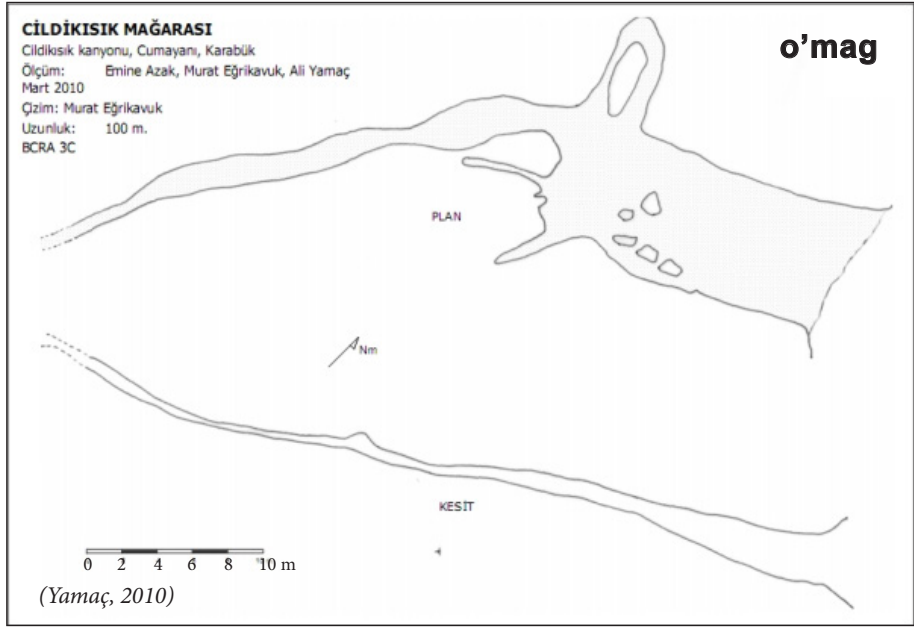 CİLDİKISIK MAĞARASI
Cildikısık kanyonu, Cumayanı, Karabük
Ölçüm: Emine Azak, Murat Eğrikavuk, Ali Yamaç
Mart 2010
Çizim: Murat Eğrikavuk
Uzunluk: 100 m.
BCRA 3C
o'mag
PLAN
Nm
KESİT
0 2 4 6 8 10 m
(Yamaç, 2010)